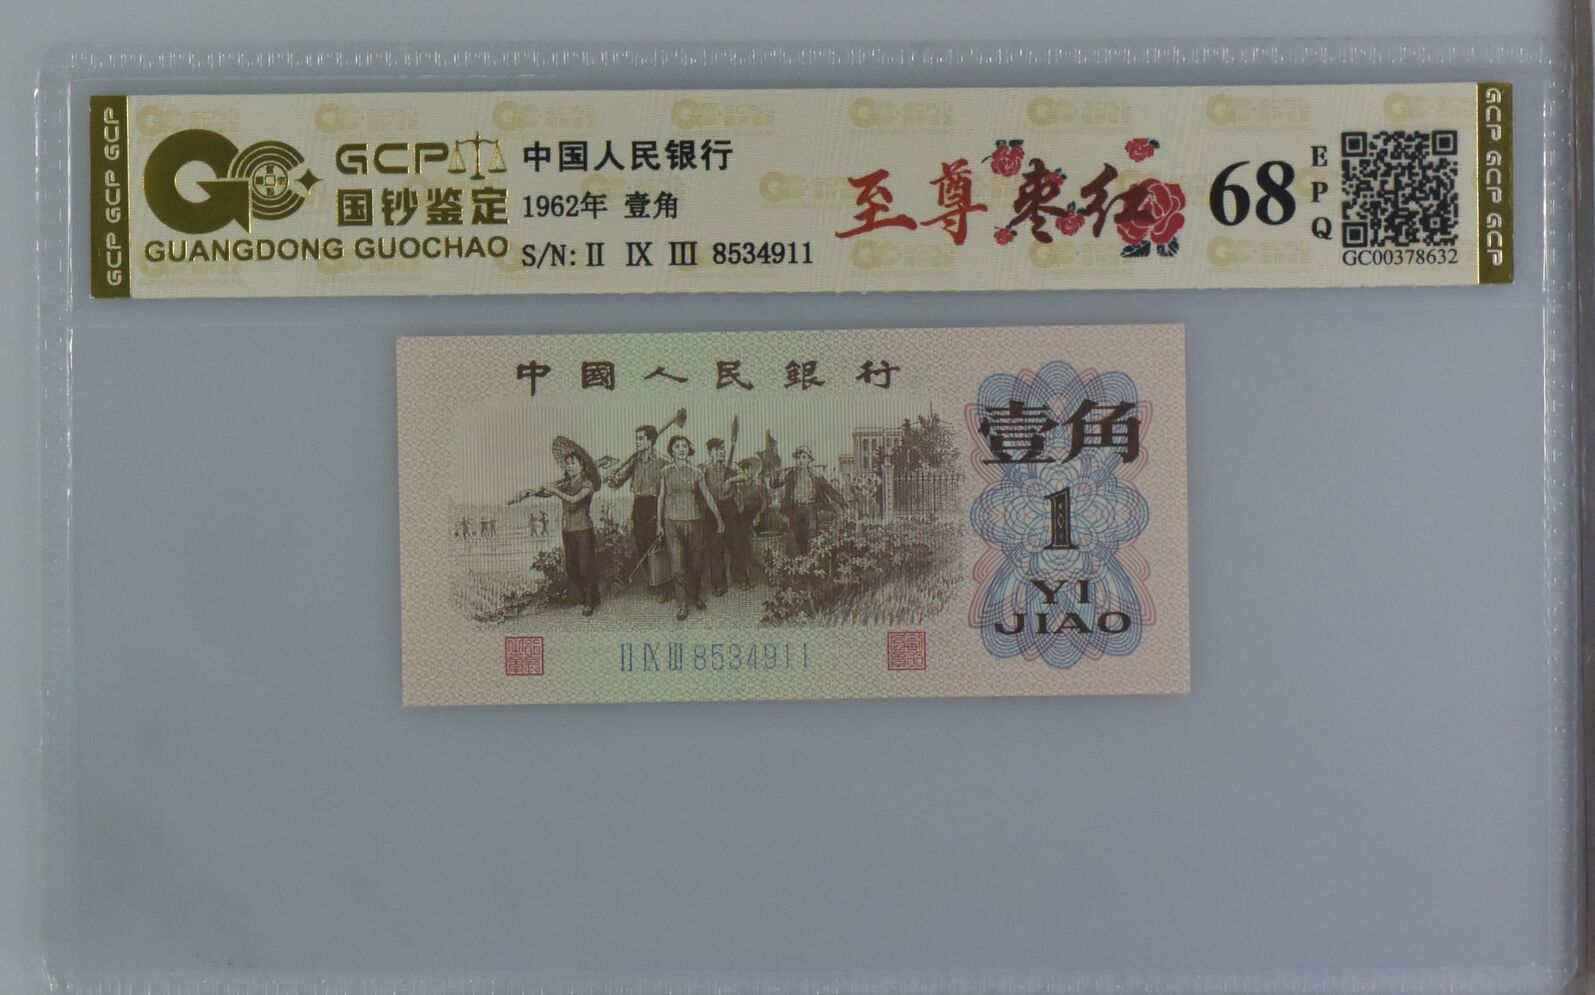 GCP GCP GCP
GCP
国钞鉴定
GUANGDONG GUOCHAO
中国人民银行
1962年 壹角
S/N: II IX III 8534911
至尊枣红
68
EPQ
GC00378632
GCP GCP GCP
中國人民銀行
壹角
1
YI
JIAO
II IX III 8534911